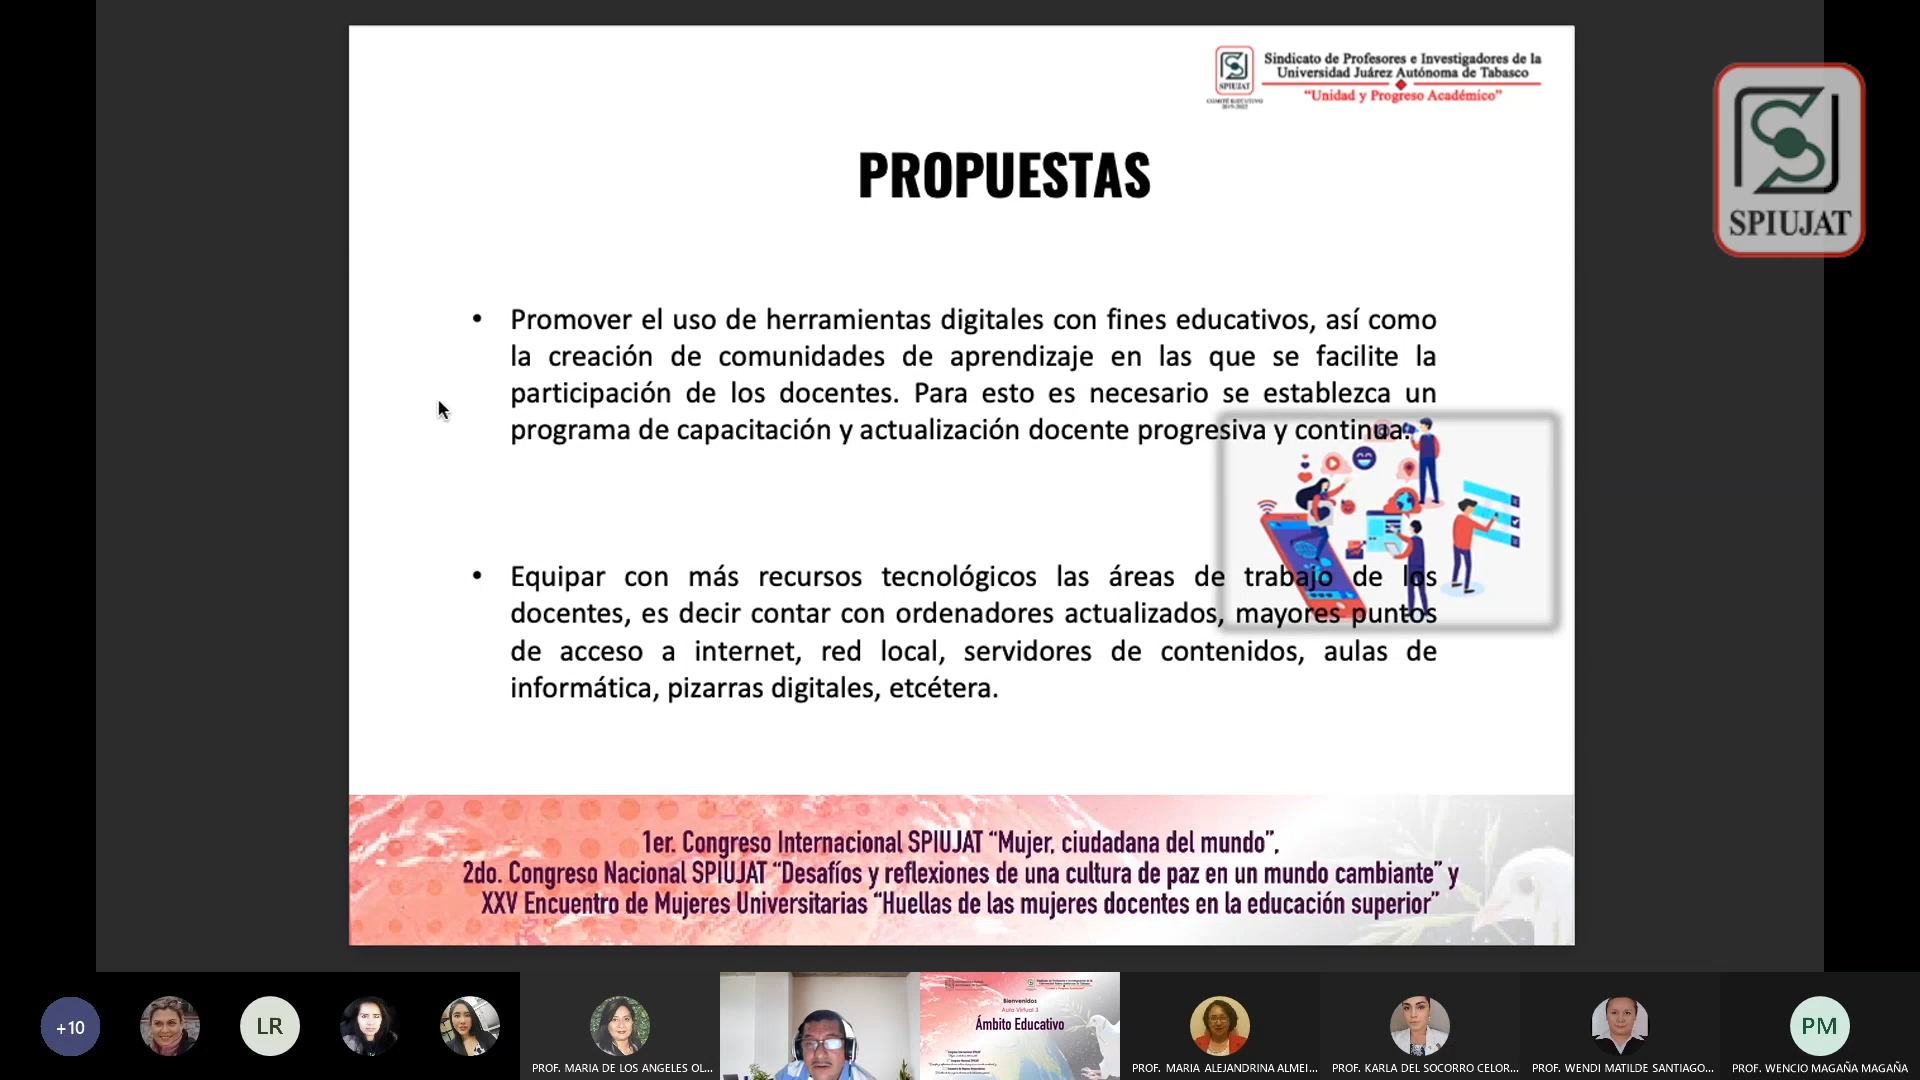 SPIUJAT
COMITÉ EJECUTIVO
2019-2022
Sindicato de Profesores e Investigadores de la
Universidad Juárez Autónoma de Tabasco
“Unidad y Progreso Académico”
SPIUJAT
PROPUESTAS
• Promover el uso de herramientas digitales con fines educativos, así como
la creación de comunidades de aprendizaje en las que se facilite la
participación de los docentes. Para esto es necesario se establezca un
programa de capacitación y actualización docente progresiva y continua.
• Equipar con más recursos tecnológicos las áreas de trabajo de los
docentes, es decir contar con ordenadores actualizados, mayores puntos
de acceso a internet, red local, servidores de contenidos, aulas de
informática, pizarras digitales, etcétera.
1er. Congreso Internacional SPIUJAT “Mujer, ciudadana del mundo”,
2do. Congreso Nacional SPIUJAT “Desafíos y reflexiones de una cultura de paz en un mundo cambiante” y
XXV Encuentro de Mujeres Universitarias “Huellas de las mujeres docentes en la educación superior”
+10
LR
PROF. MARIA DE LOS ANGELES OL...
Bienvenidos
Aula Virtual 3
Ámbito Educativo
PROF. MARIA ALEJANDRINA ALMEI...
PROF. KARLA DEL SOCORRO CELOR...
PROF. WENDI MATILDE SANTIAGO...
PM
PROF. WENCIO MAGAÑA MAGAÑA